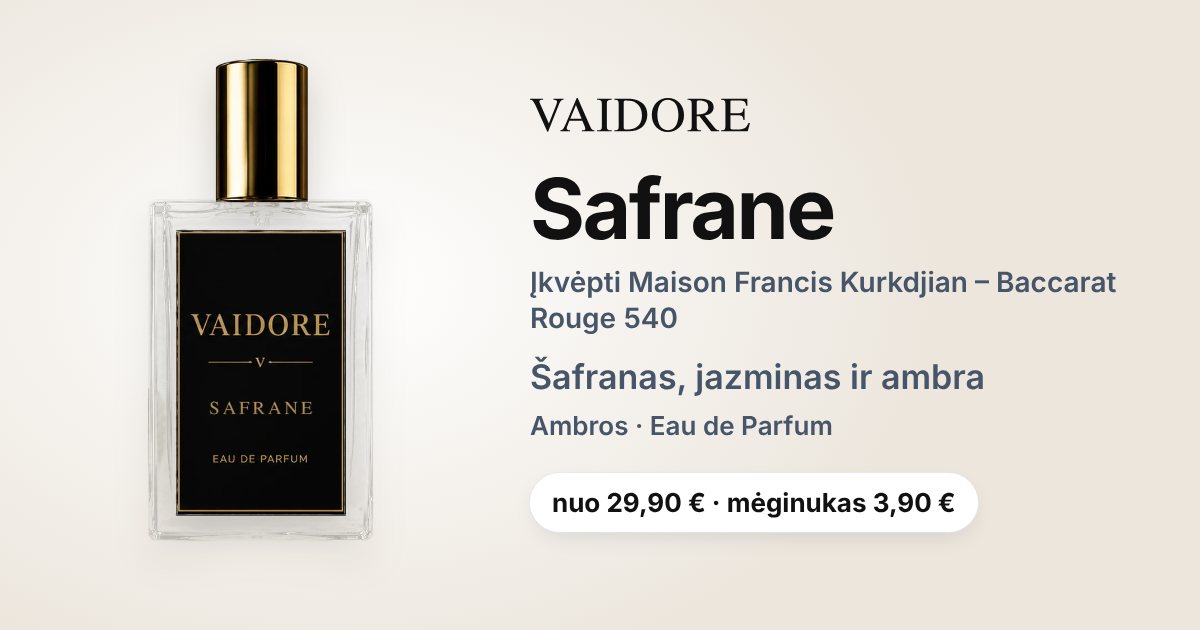 VAIDORE
V
SAFRANE
EAU DE PARFUM
VAIDORE
Safrane
Įkvėpti Maison Francis Kurkdjian – Baccarat
Rouge 540
Šafranas, jazminas ir ambra
Ambros · Eau de Parfum
nuo 29,90 € · mėginukas 3,90 €